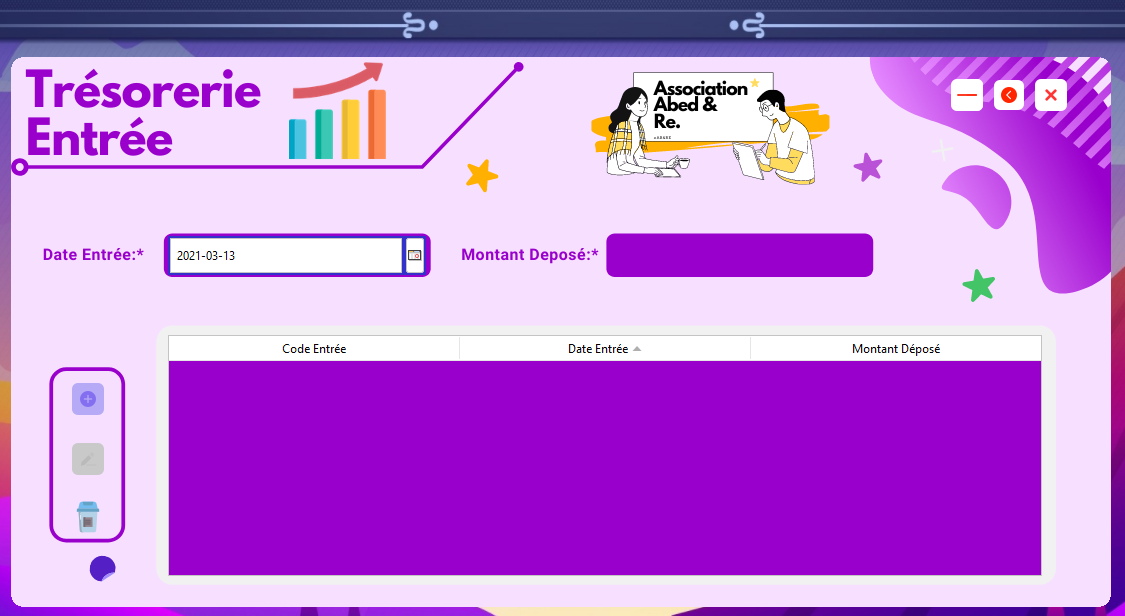 Trésorerie
Entrée
Association
Abed &
Re.
Date Entrée:*
2021-03-13
Montant Deposé:*
Code Entrée
Date Entrée
Montant Déposé